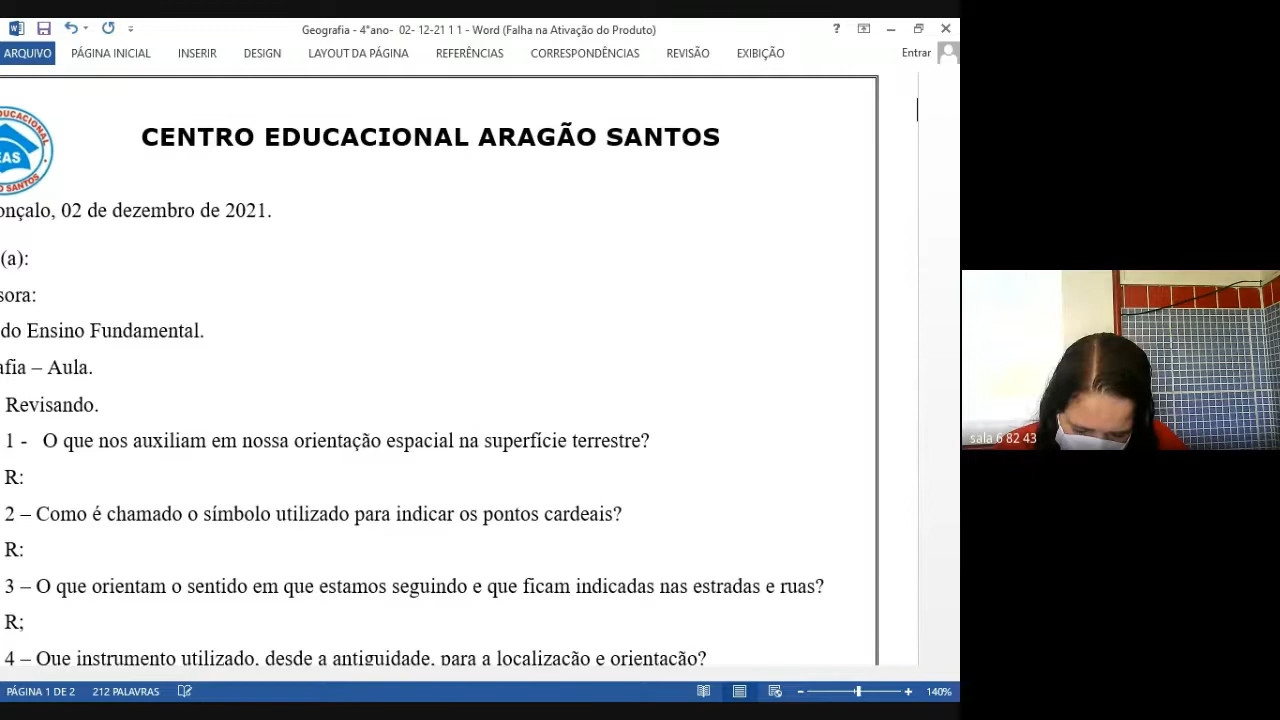 Geografia - 4°ano- 02- 12-21 1 1 - Word (Falha na Ativação do Produto)
?
ARQUIVO PÁGINA INICIAL INSERIR DESIGN LAYOUT DA PÁGINA REFERÊNCIAS CORRESPONDÊNCIAS REVISÃO EXIBIÇÃO Entrar
CENTRO EDUCACIONAL ARAGÃO SANTOS
EDUCACIONAL
EAS
O SANTOS
onçalo, 02 de dezembro de 2021.
(a):
sora:
do Ensino Fundamental.
afia – Aula.
Revisando.
1 - O que nos auxiliam em nossa orientação espacial na superfície terrestre?
R:
2 – Como é chamado o símbolo utilizado para indicar os pontos cardeais?
R:
3 – O que orientam o sentido em que estamos seguindo e que ficam indicadas nas estradas e ruas?
R;
4 – Que instrumento utilizado, desde a antiguidade, para a localização e orientação?
PÁGINA 1 DE 2 212 PALAVRAS 140%
sala 6 82 43